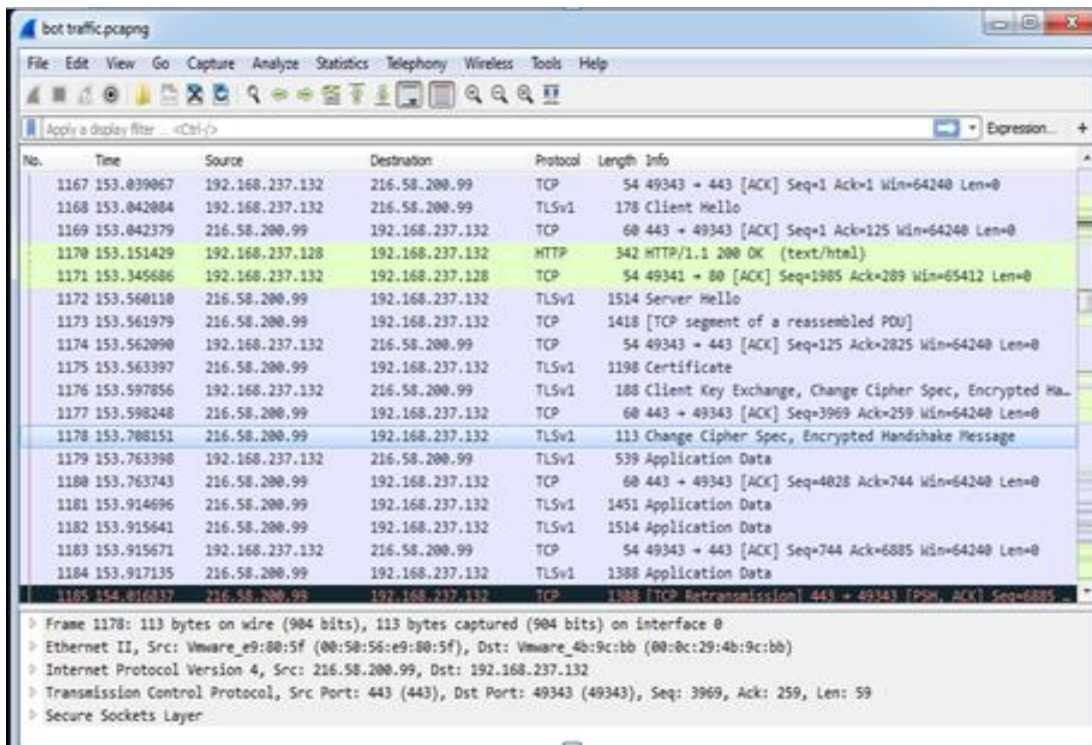 bot traffic.pcapng
File Edit View Go Capture Analyze Statistics Telephony Wireless Tools Help
Apply a display filter ... <Ctrl-/> Expression... +
No. Time Source Destination Protocol Length Info
1167 153.039067 192.168.237.132 216.58.200.99 TCP 54 49343 → 443 [ACK] Seq=1 Ack=1 Win=64240 Len=0
1168 153.042084 192.168.237.132 216.58.200.99 TLSv1 178 Client Hello
1169 153.042379 216.58.200.99 192.168.237.132 TCP 60 443 → 49343 [ACK] Seq=1 Ack=125 Win=64240 Len=0
1170 153.151429 192.168.237.128 192.168.237.132 HTTP 342 HTTP/1.1 200 OK (text/html)
1171 153.345686 192.168.237.132 192.168.237.128 TCP 54 49341 → 80 [ACK] Seq=1985 Ack=289 Win=65412 Len=0
1172 153.560110 216.58.200.99 192.168.237.132 TLSv1 1514 Server Hello
1173 153.561979 216.58.200.99 192.168.237.132 TCP 1418 [TCP segment of a reassembled PDU]
1174 153.562090 192.168.237.132 216.58.200.99 TCP 54 49343 → 443 [ACK] Seq=125 Ack=2825 Win=64240 Len=0
1175 153.563397 216.58.200.99 192.168.237.132 TLSv1 1198 Certificate
1176 153.597856 192.168.237.132 216.58.200.99 TLSv1 188 Client Key Exchange, Change Cipher Spec, Encrypted Ha...
1177 153.598248 216.58.200.99 192.168.237.132 TCP 60 443 → 49343 [ACK] Seq=3969 Ack=259 Win=64240 Len=0
1178 153.708151 216.58.200.99 192.168.237.132 TLSv1 113 Change Cipher Spec, Encrypted Handshake Message
1179 153.763398 192.168.237.132 216.58.200.99 TLSv1 539 Application Data
1180 153.763743 216.58.200.99 192.168.237.132 TCP 60 443 → 49343 [ACK] Seq=4028 Ack=744 Win=64240 Len=0
1181 153.914696 216.58.200.99 192.168.237.132 TLSv1 1451 Application Data
1182 153.915641 216.58.200.99 192.168.237.132 TLSv1 1514 Application Data
1183 153.915671 192.168.237.132 216.58.200.99 TCP 54 49343 → 443 [ACK] Seq=744 Ack=6885 Win=64240 Len=0
1184 153.917135 216.58.200.99 192.168.237.132 TLSv1 1388 Application Data
1185 154.016837 216.58.200.99 192.168.237.132 TCP 1388 [TCP Retransmission] 443 → 49343 [PSH, ACK] Seq=6885 ...
Frame 1178: 113 bytes on wire (904 bits), 113 bytes captured (904 bits) on interface 0
Ethernet II, Src: Vmware_e9:80:5f (00:50:56:e9:80:5f), Dst: Vmware_4b:9c:bb (00:0c:29:4b:9c:bb)
Internet Protocol Version 4, Src: 216.58.200.99, Dst: 192.168.237.132
Transmission Control Protocol, Src Port: 443 (443), Dst Port: 49343 (49343), Seq: 3969, Ack: 259, Len: 59
Secure Sockets Layer